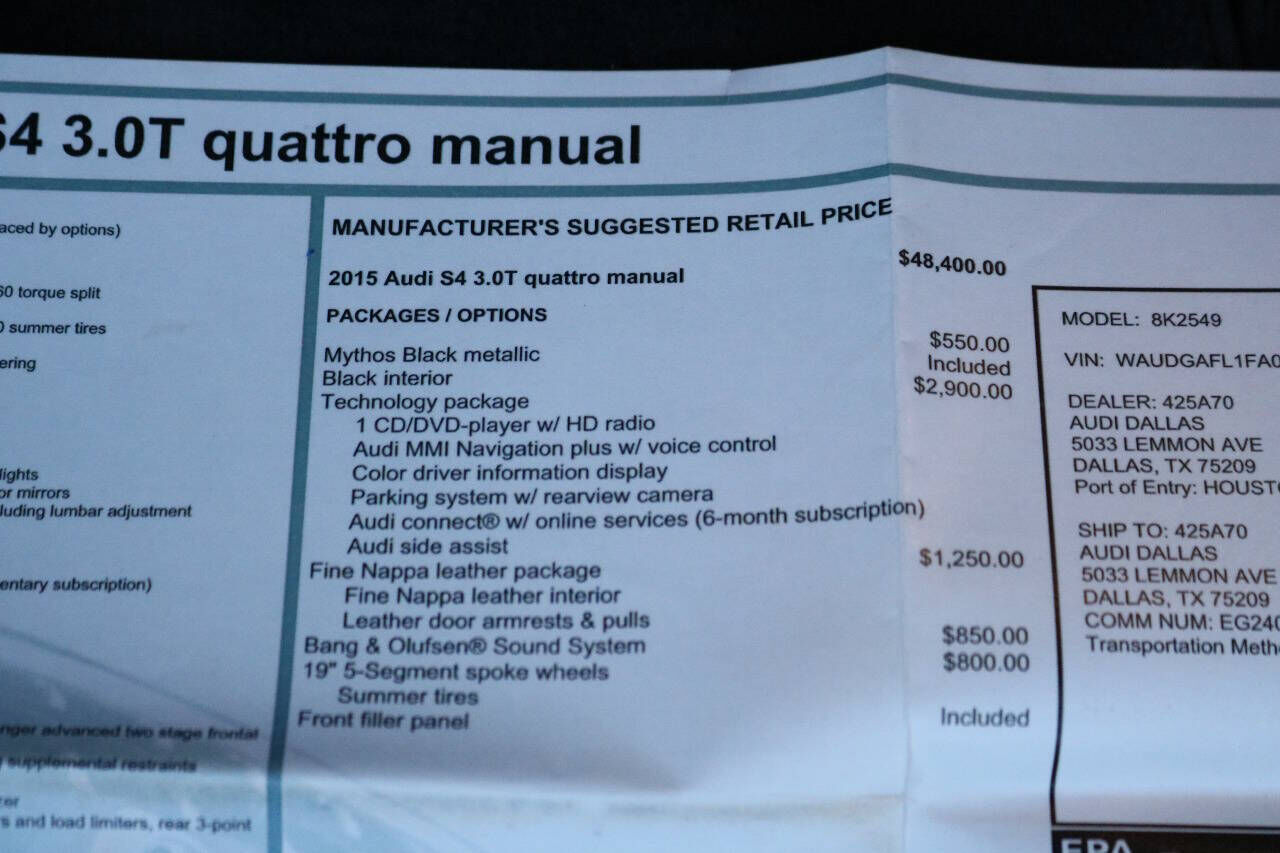 S4 3.0T quattro manual
aced by options)
60 torque split
0 summer tires
ering
lights
or mirrors
luding lumbar adjustment
entary subscription)
nger advanced two stage frontal
supplemental restraints
zer
s and load limiters, rear 3-point
MANUFACTURER'S SUGGESTED RETAIL PRICE
2015 Audi S4 3.0T quattro manual $48,400.00
PACKAGES / OPTIONS
Mythos Black metallic $550.00
Black interior Included
Technology package $2,900.00
1 CD/DVD-player w/ HD radio
Audi MMI Navigation plus w/ voice control
Color driver information display
Parking system w/ rearview camera
Audi connect® w/ online services (6-month subscription)
Audi side assist
Fine Nappa leather package $1,250.00
Fine Nappa leather interior
Leather door armrests & pulls
Bang & Olufsen® Sound System $850.00
19" 5-Segment spoke wheels $800.00
Summer tires
Front filler panel Included
MODEL: 8K2549
VIN: WAUDGAFL1FA0
DEALER: 425A70
AUDI DALLAS
5033 LEMMON AVE
DALLAS, TX 75209
Port of Entry: HOUSTO
SHIP TO: 425A70
AUDI DALLAS
5033 LEMMON AVE
DALLAS, TX 75209
COMM NUM: EG240
Transportation Meth
EPA